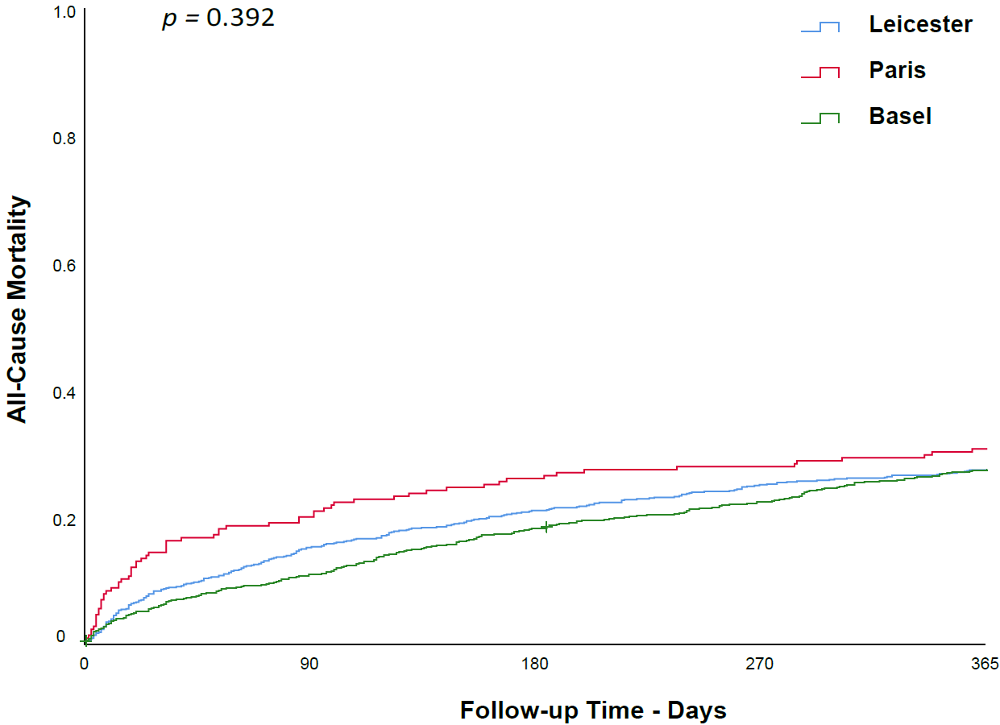 1.0
p = 0.392
Leicester
Paris
Basel
0.8
0.6
0.4
0.2
0
All-Cause Mortality
0
90
180
270
365
Follow-up Time - Days